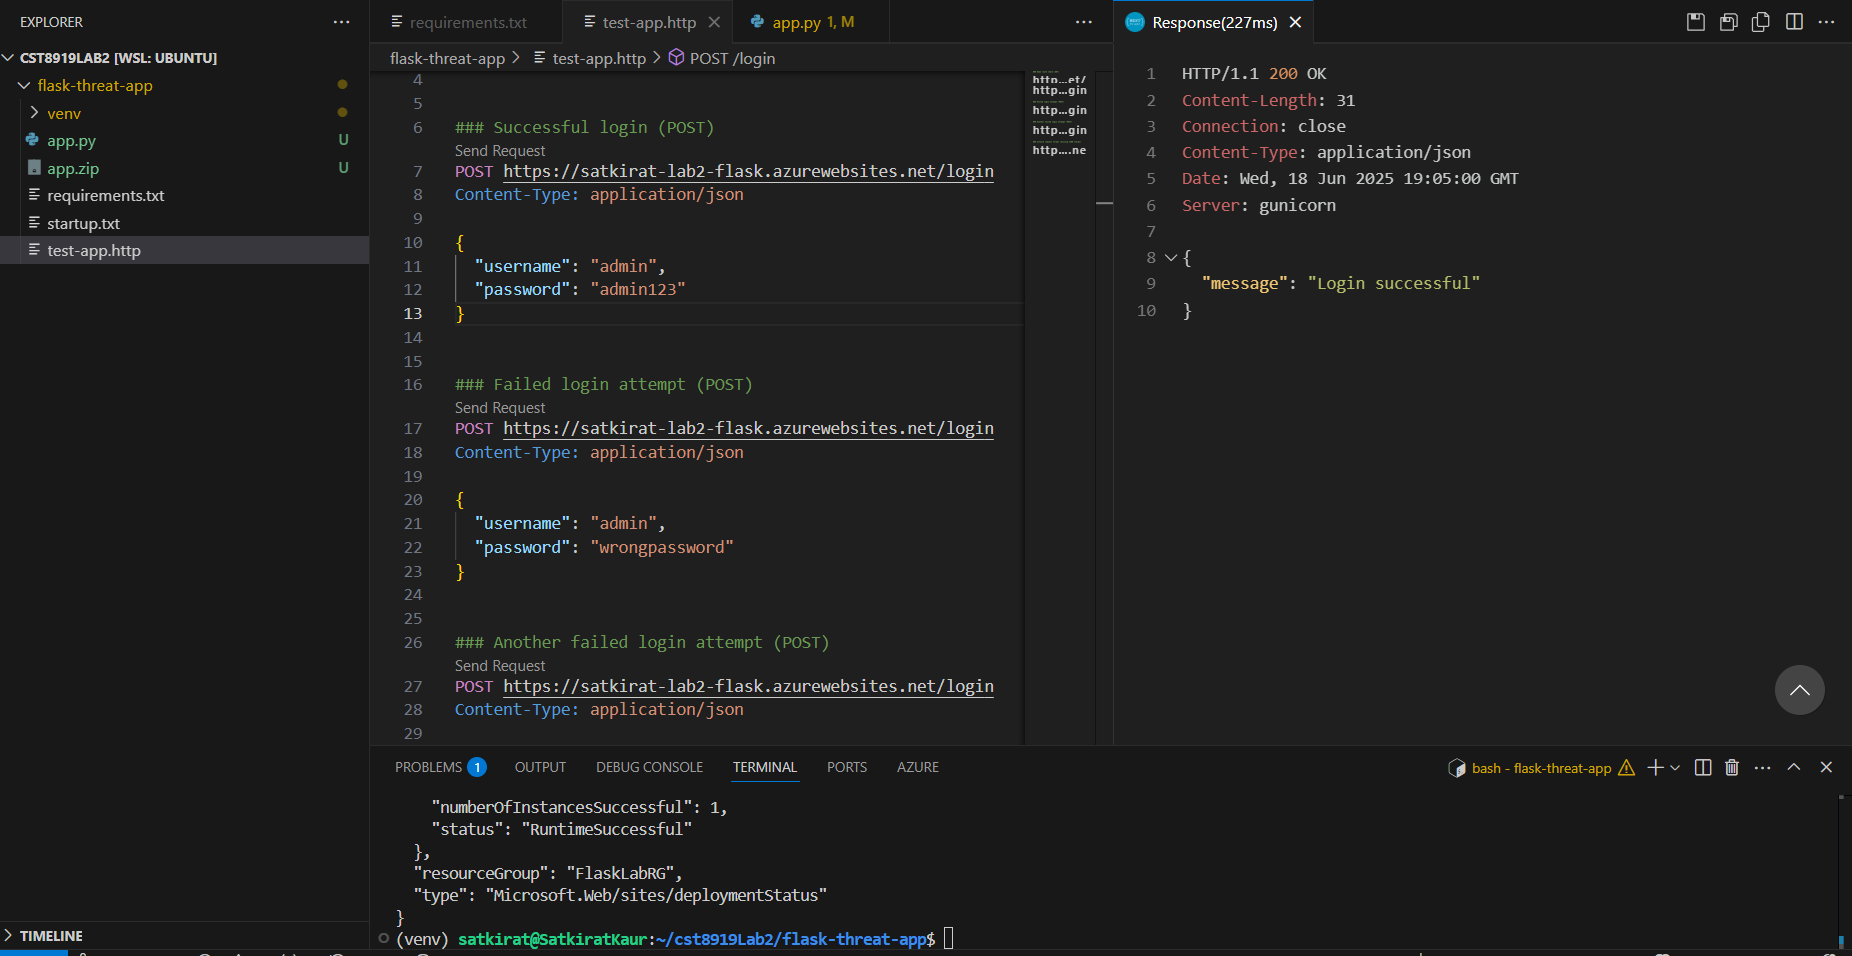 EXPLORER
CST8919LAB2 [WSL: UBUNTU]
flask-threat-app
venv
app.py U
app.zip U
requirements.txt
startup.txt
test-app.http
TIMELINE
requirements.txt
test-app.http
app.py 1, M
flask-threat-app > test-app.http > POST /login
4
5
6 ### Successful login (POST)
Send Request
7 POST https://satkirat-lab2-flask.azurewebsites.net/login
8 Content-Type: application/json
9
10 {
11 "username": "admin",
12 "password": "admin123"
13 }
14
15
16 ### Failed login attempt (POST)
Send Request
17 POST https://satkirat-lab2-flask.azurewebsites.net/login
18 Content-Type: application/json
19
20 {
21 "username": "admin",
22 "password": "wrongpassword"
23 }
24
25
26 ### Another failed login attempt (POST)
Send Request
27 POST https://satkirat-lab2-flask.azurewebsites.net/login
28 Content-Type: application/json
29
http...et/
http...gin
http...gin
http...gin
http....ne
Response(227ms)
1 HTTP/1.1 200 OK
2 Content-Length: 31
3 Connection: close
4 Content-Type: application/json
5 Date: Wed, 18 Jun 2025 19:05:00 GMT
6 Server: gunicorn
7
8 {
9 "message": "Login successful"
10 }
PROBLEMS 1 OUTPUT DEBUG CONSOLE TERMINAL PORTS AZURE
bash - flask-threat-app
"numberOfInstancesSuccessful": 1,
"status": "RuntimeSuccessful"
},
"resourceGroup": "FlaskLabRG",
"type": "Microsoft.Web/sites/deploymentStatus"
}
(venv) satkirat@SatkiratKaur:~/cst8919Lab2/flask-threat-app$